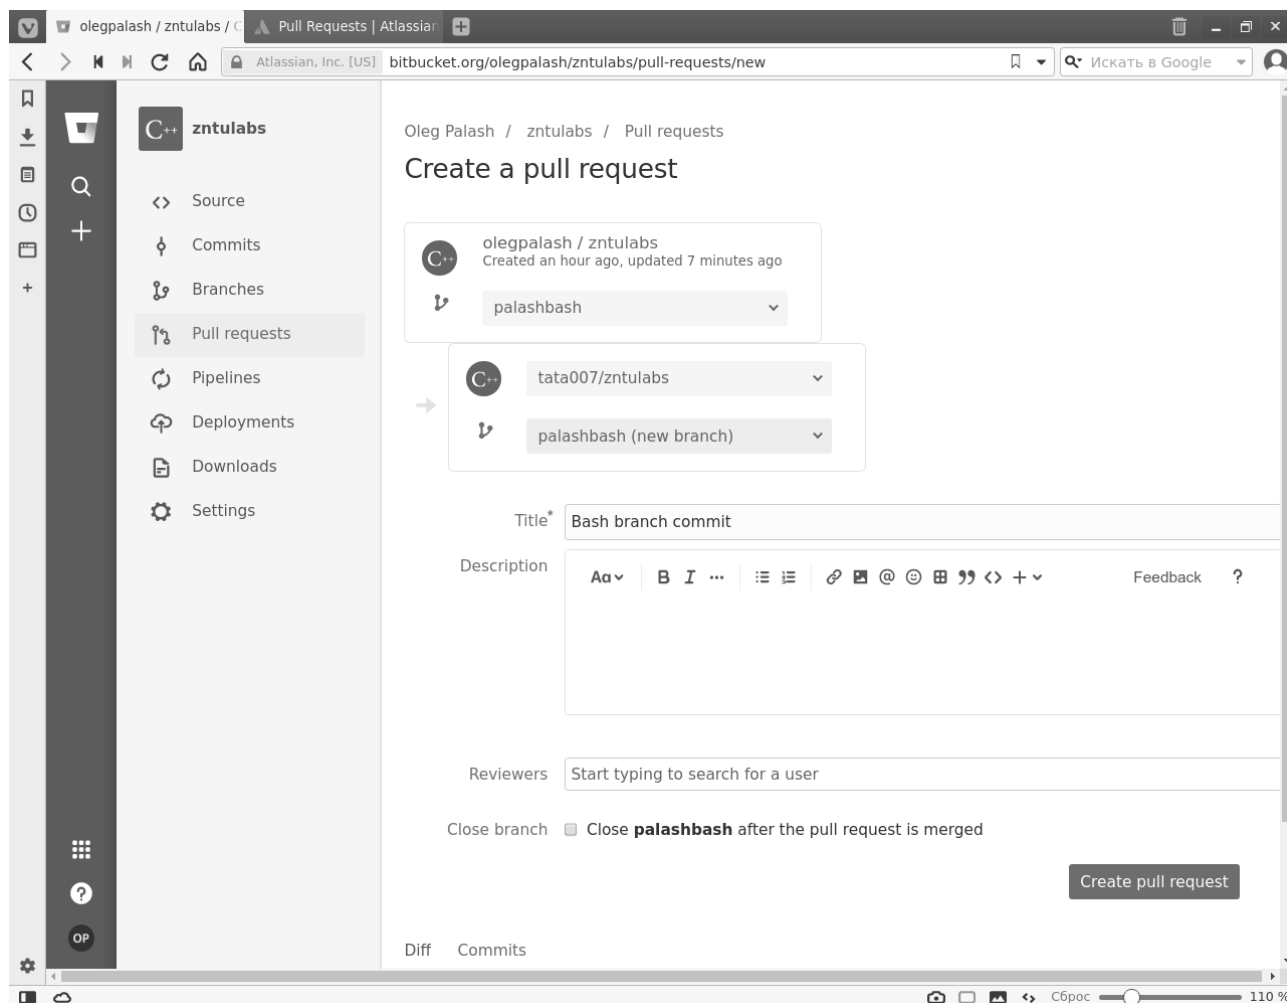 olegpalash / zntulabs / C
Pull Requests | Atlassian
Atlassian, Inc. [US]
bitbucket.org/olegpalash/zntulabs/pull-requests/new
Искать в Google
C++
zntulabs
Source
Commits
Branches
Pull requests
Pipelines
Deployments
Downloads
Settings
OP
Oleg Palash / zntulabs / Pull requests
Create a pull request
C++
olegpalash / zntulabs
Created an hour ago, updated 7 minutes ago
palashbash
C++
tata007/zntulabs
palashbash (new branch)
Title*
Bash branch commit
Description
Aa B I ... @ + Feedback ?
Reviewers
Start typing to search for a user
Close branch
Close palashbash after the pull request is merged
Create pull request
Diff Commits
Сброс
110 %